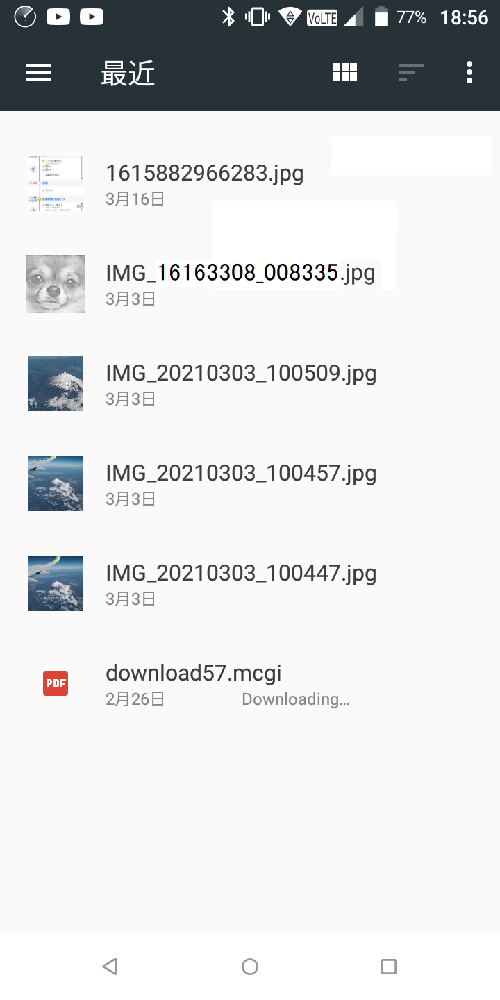 VoLTE 77% 18:56
最近
1615882966283.jpg
3月16日
IMG_16163308_008335.jpg
3月3日
IMG_20210303_100509.jpg
3月3日
IMG_20210303_100457.jpg
3月3日
IMG_20210303_100447.jpg
3月3日
PDF
download57.mcgi
2月26日 Downloading...